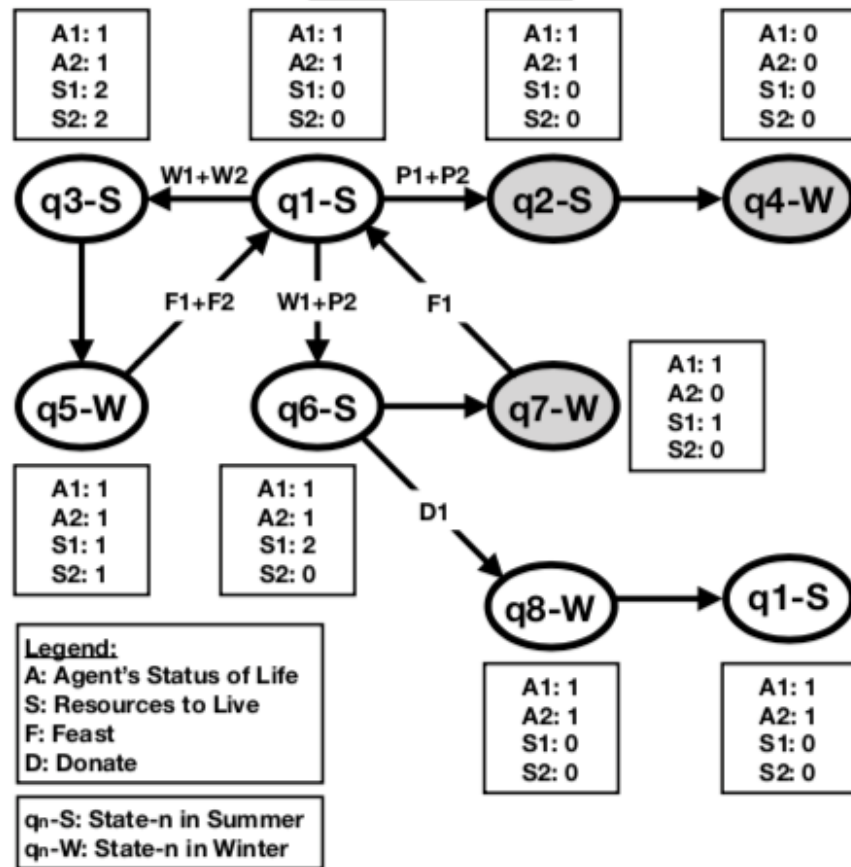 A1: 1
A2: 1
S1: 2
S2: 2
A1: 1
A2: 1
S1: 0
S2: 0
A1: 1
A2: 1
S1: 0
S2: 0
A1: 0
A2: 0
S1: 0
S2: 0
q3-S
W1+W2
q1-S
P1+P2
q2-S
q4-W
F1+F2
W1+P2
F1
q5-W
q6-S
q7-W
A1: 1
A2: 0
S1: 1
S2: 0
A1: 1
A2: 1
S1: 1
S2: 1
A1: 1
A2: 1
S1: 2
S2: 0
D1
q8-W
q1-S
A1: 1
A2: 1
S1: 0
S2: 0
A1: 1
A2: 1
S1: 0
S2: 0
Legend:
A: Agent's Status of Life
S: Resources to Live
F: Feast
D: Donate
qn-S: State-n in Summer
qn-W: State-n in Winter